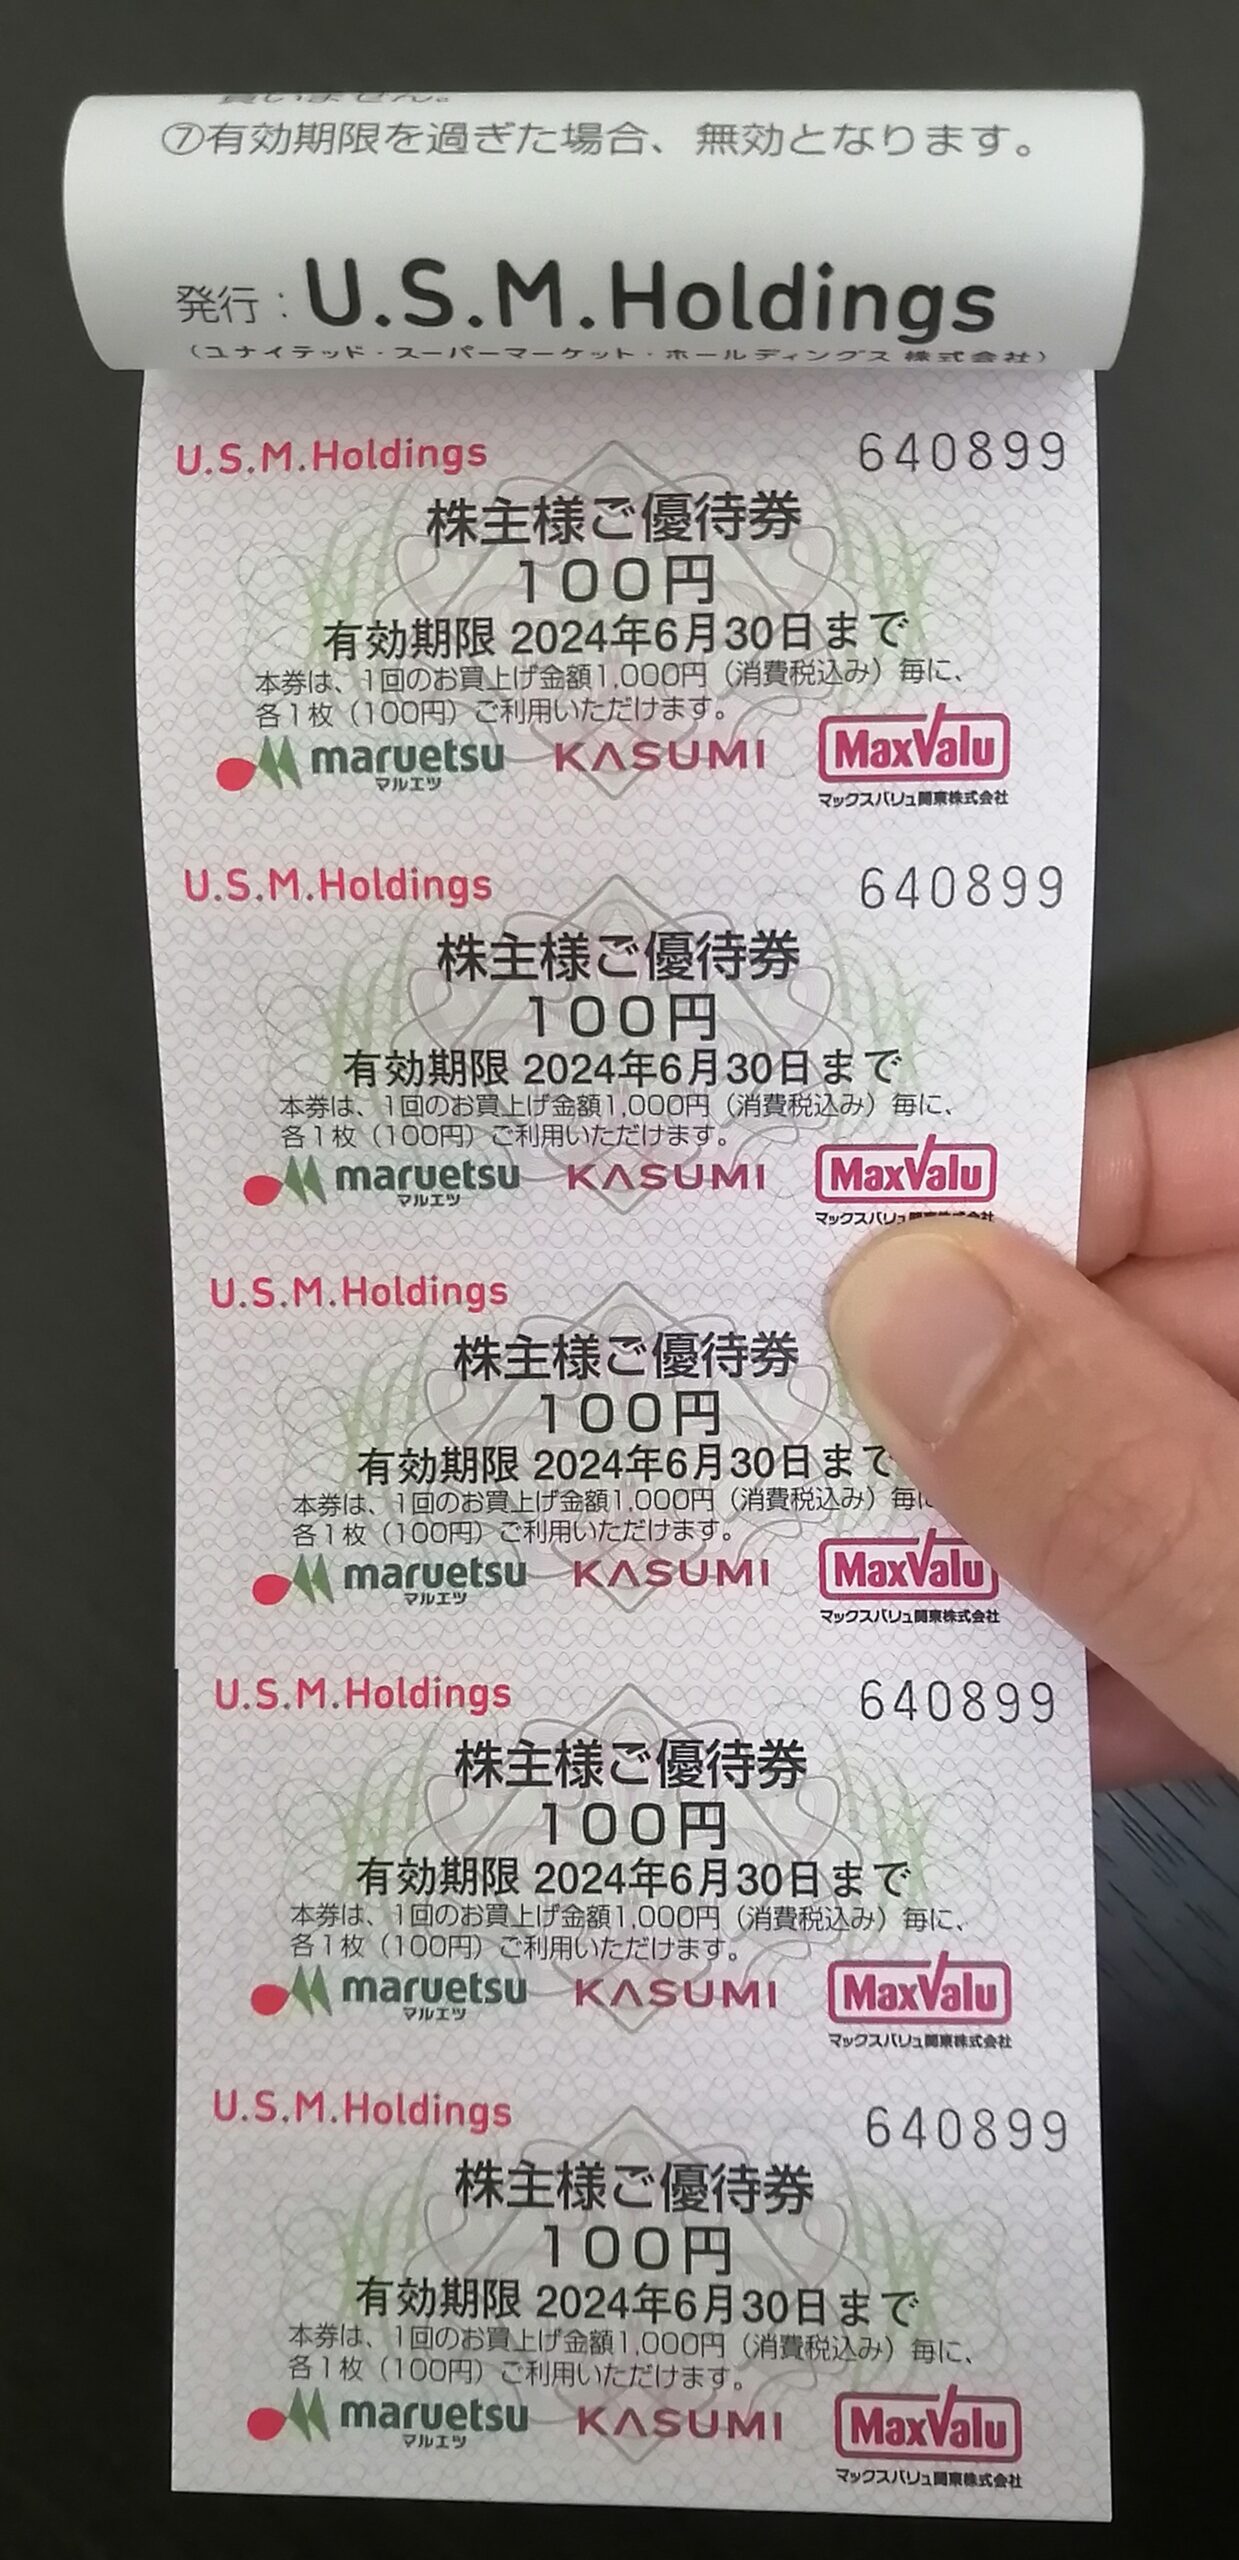 負いません。
⑦有効期限を過ぎた場合、無効となります。
発行：U.S.M.Holdings
（ユナイテッド・スーパーマーケット・ホールディングス 株式会社）
U.S.M.Holdings 640899
株主様ご優待券
100円
有効期限 2024年6月30日まで
本券は、1回のお買上げ金額1,000円（消費税込み）毎に、
各1枚（100円）ご利用いただけます。
maruetsu KASUMI MaxValu
マルエツ マックスバリュ関東株式会社
U.S.M.Holdings 640899
株主様ご優待券
100円
有効期限 2024年6月30日まで
本券は、1回のお買上げ金額1,000円（消費税込み）毎に、
各1枚（100円）ご利用いただけます。
maruetsu KASUMI MaxValu
マルエツ マックスバリュ関東株式会社
U.S.M.Holdings
株主様ご優待券
100円
有効期限 2024年6月30日まで
本券は、1回のお買上げ金額1,000円（消費税込み）毎に
各1枚（100円）ご利用いただけます。
maruetsu KASUMI MaxValu
マルエツ マックスバリュ関東株式会社
U.S.M.Holdings 640899
株主様ご優待券
100円
有効期限 2024年6月30日まで
本券は、1回のお買上げ金額1,000円（消費税込み）毎に、
各1枚（100円）ご利用いただけます。
maruetsu KASUMI MaxValu
マルエツ マックスバリュ関東株式会社
U.S.M.Holdings 640899
株主様ご優待券
100円
有効期限 2024年6月30日まで
本券は、1回のお買上げ金額1,000円（消費税込み）毎に、
各1枚（100円）ご利用いただけます。
maruetsu KASUMI MaxValu
マルエツ マックスバリュ関東株式会社